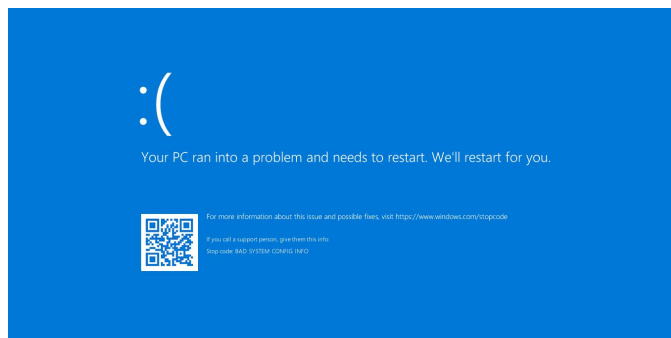 :(
Your PC ran into a problem and needs to restart. We'll restart for you.
For more information about this issue and possible fixes, visit https://www.windows.com/stopcode
If you call a support person, give them this info:
Stop code: BAD SYSTEM CONFIG INFO